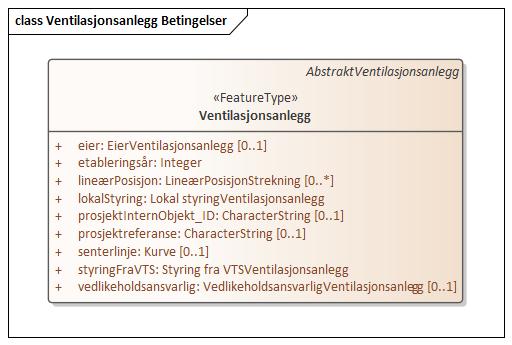 class Ventilasjonsanlegg Betingelser
AbstraktVentilasjonsanlegg
«FeatureType»
Ventilasjonsanlegg
+ eier: EierVentilasjonsanlegg [0..1]
+ etableringsår: Integer
+ lineærPosisjon: LineærPosisjonStrekning [0..*]
+ lokalStyring: Lokal styringVentilasjonsanlegg
+ prosjektInternObjekt_ID: CharacterString [0..1]
+ prosjektreferanse: CharacterString [0..1]
+ senterlinje: Kurve [0..1]
+ styringFraVTS: Styring fra VTSVentilasjonsanlegg
+ vedlikeholdsansvarlig: VedlikeholdsansvarligVentilasjonsanlegg [0..1]